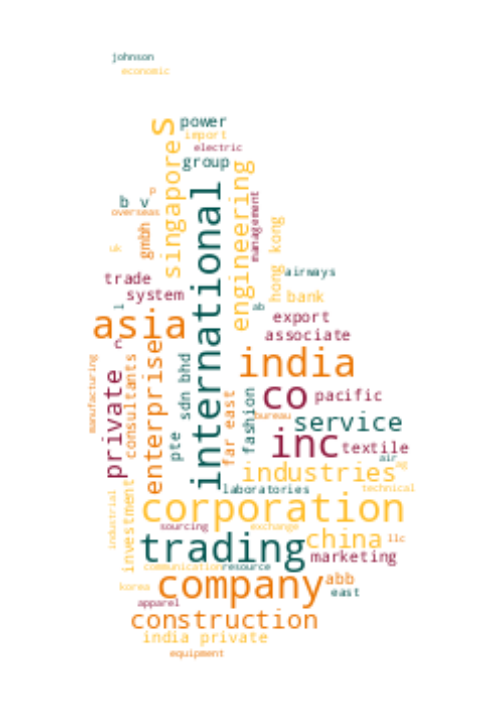 johnson
economic
s
power
import
electric
singapore
group
international
engineering
management
p
b v
overseas
gmbh
hong kong
uk
airways
trade
system
bank
l
ab
export
asia
associate
r
enterprise
india
manufacturing
consultants
sdn bhd
private
co
pacific
far east
fashion
bureau
service
pte
inc
textile
air
ag
industries
laboratories
technical
investment
industrial
corporation
sourcing
exchange
trading
china
llc
marketing
communication
resource
company
abb
korea
east
apparel
construction
india private
equipment